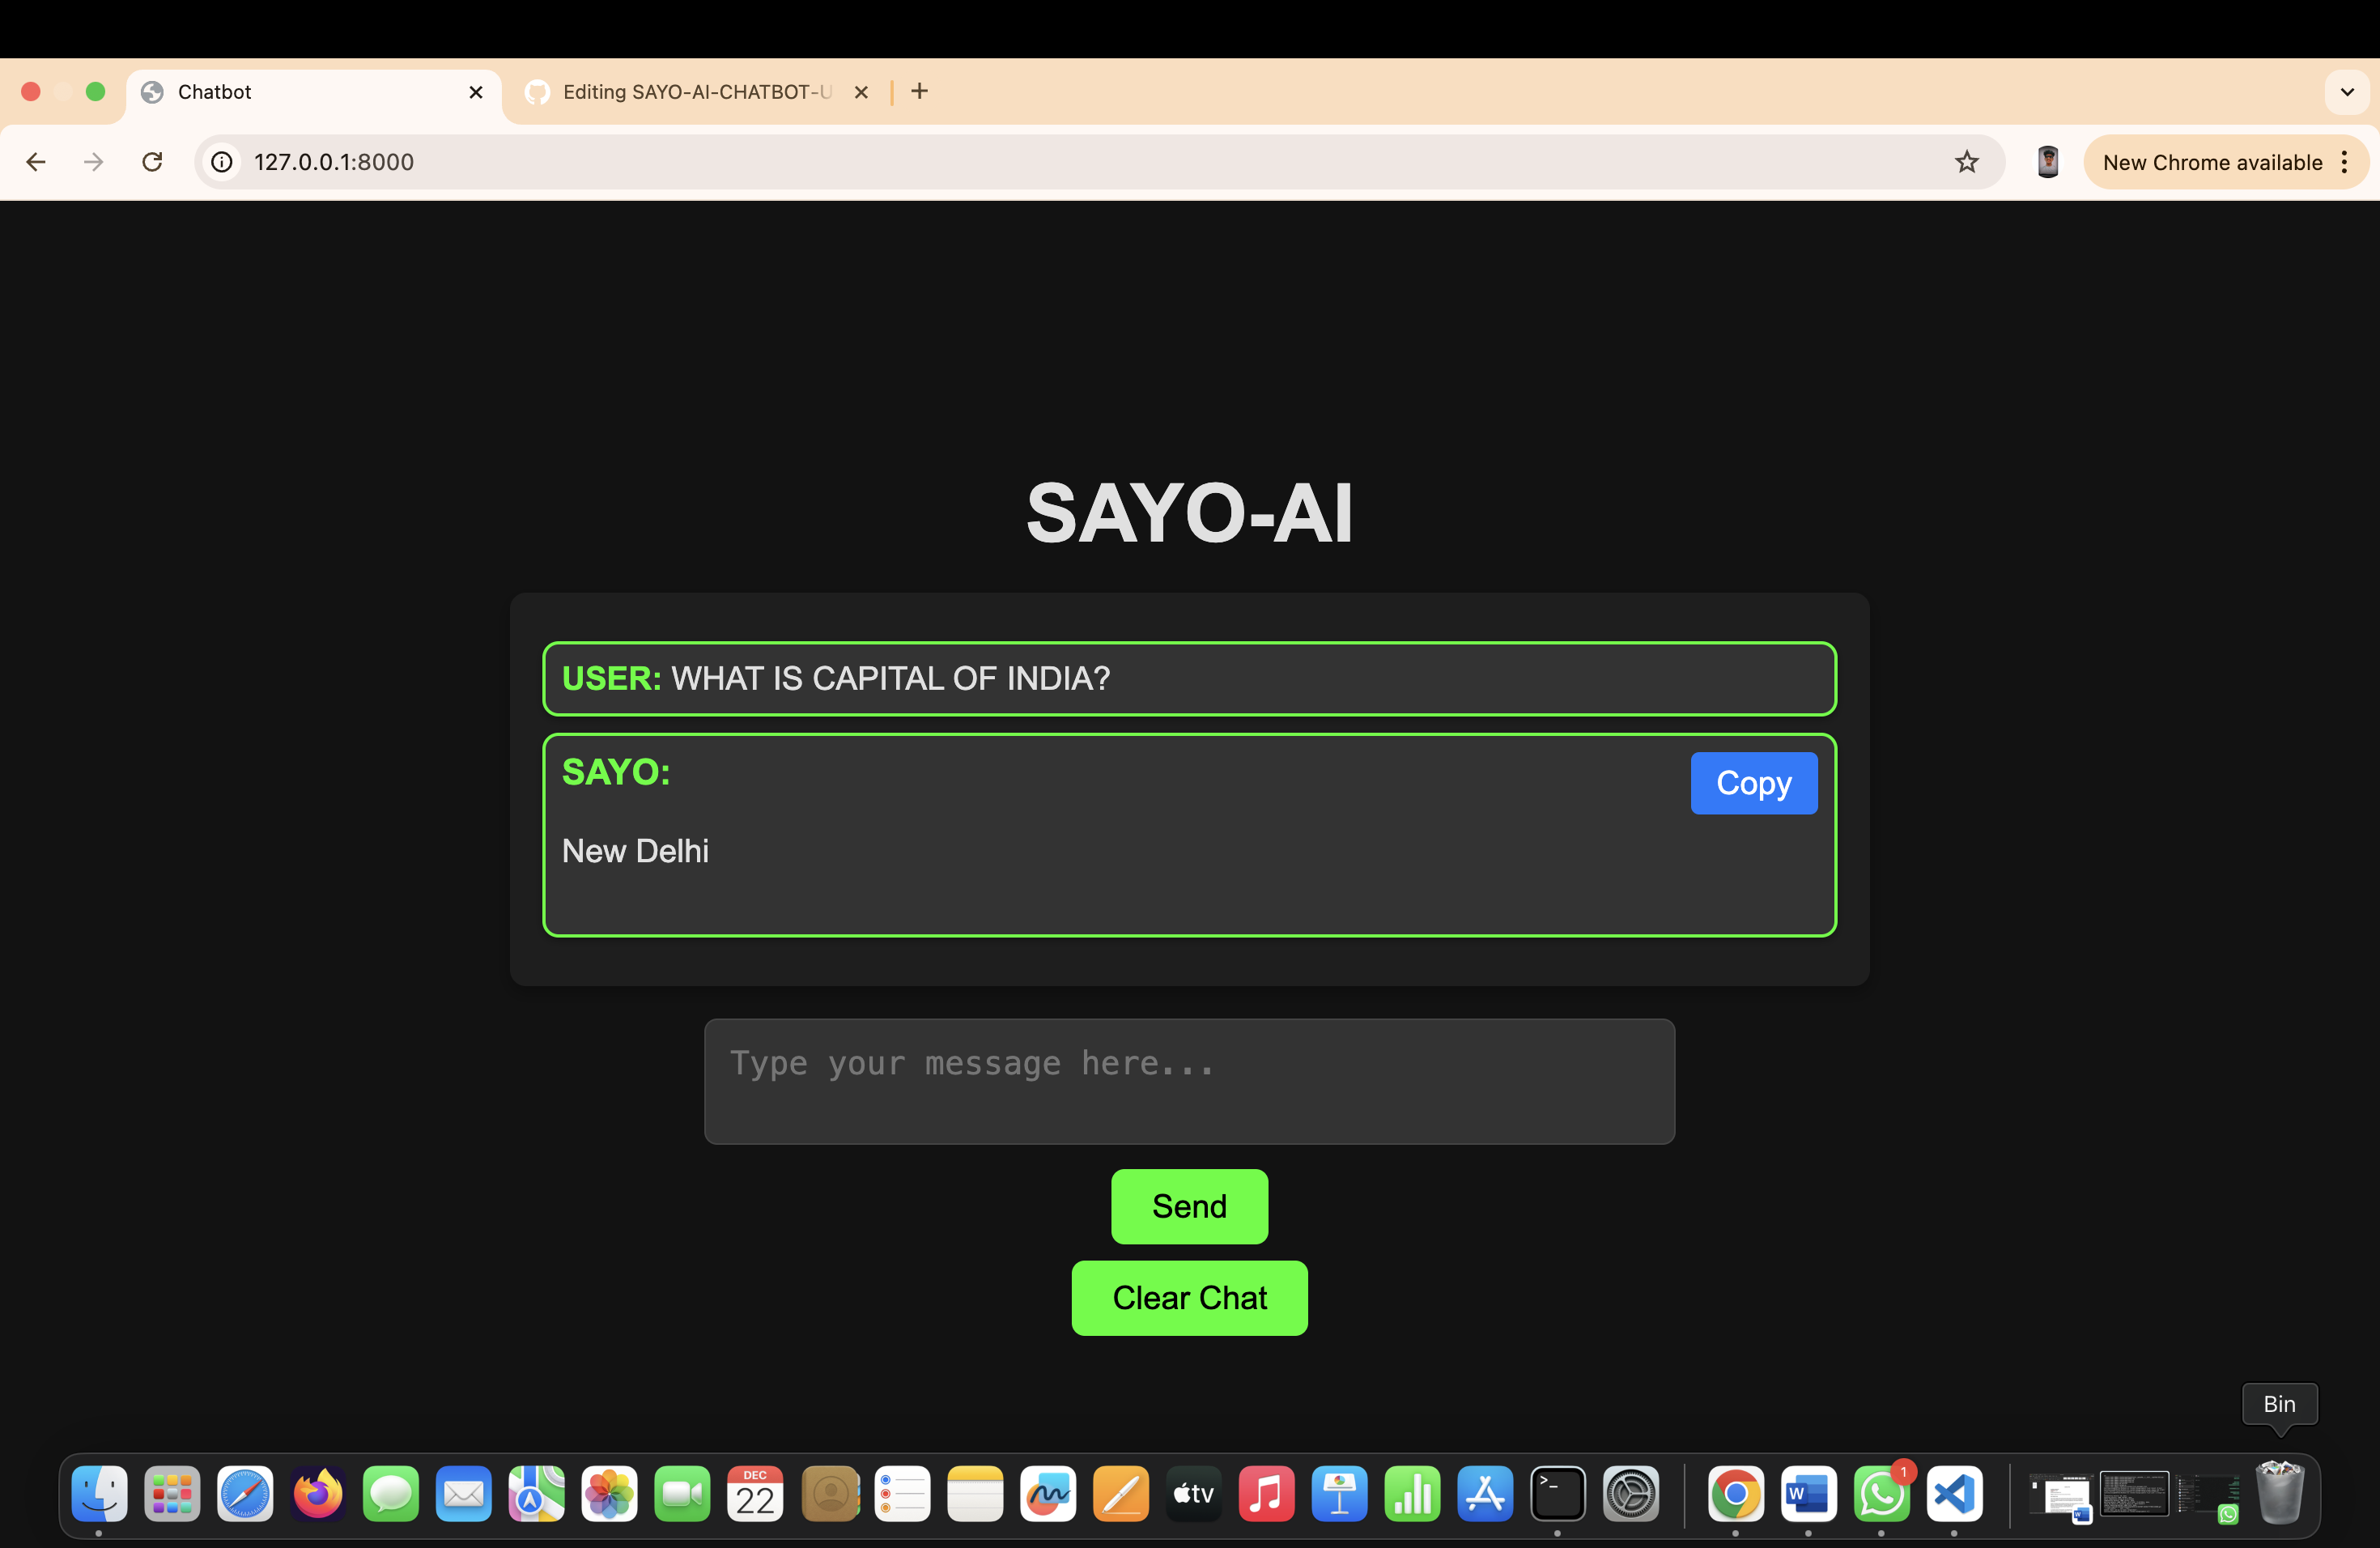 Chatbot
Editing SAYO-AI-CHATBOT-U
127.0.0.1:8000
New Chrome available
SAYO-AI
USER: WHAT IS CAPITAL OF INDIA?
SAYO:
Copy
New Delhi
Type your message here...
Send
Clear Chat
Bin
DEC
22
tv
W
1